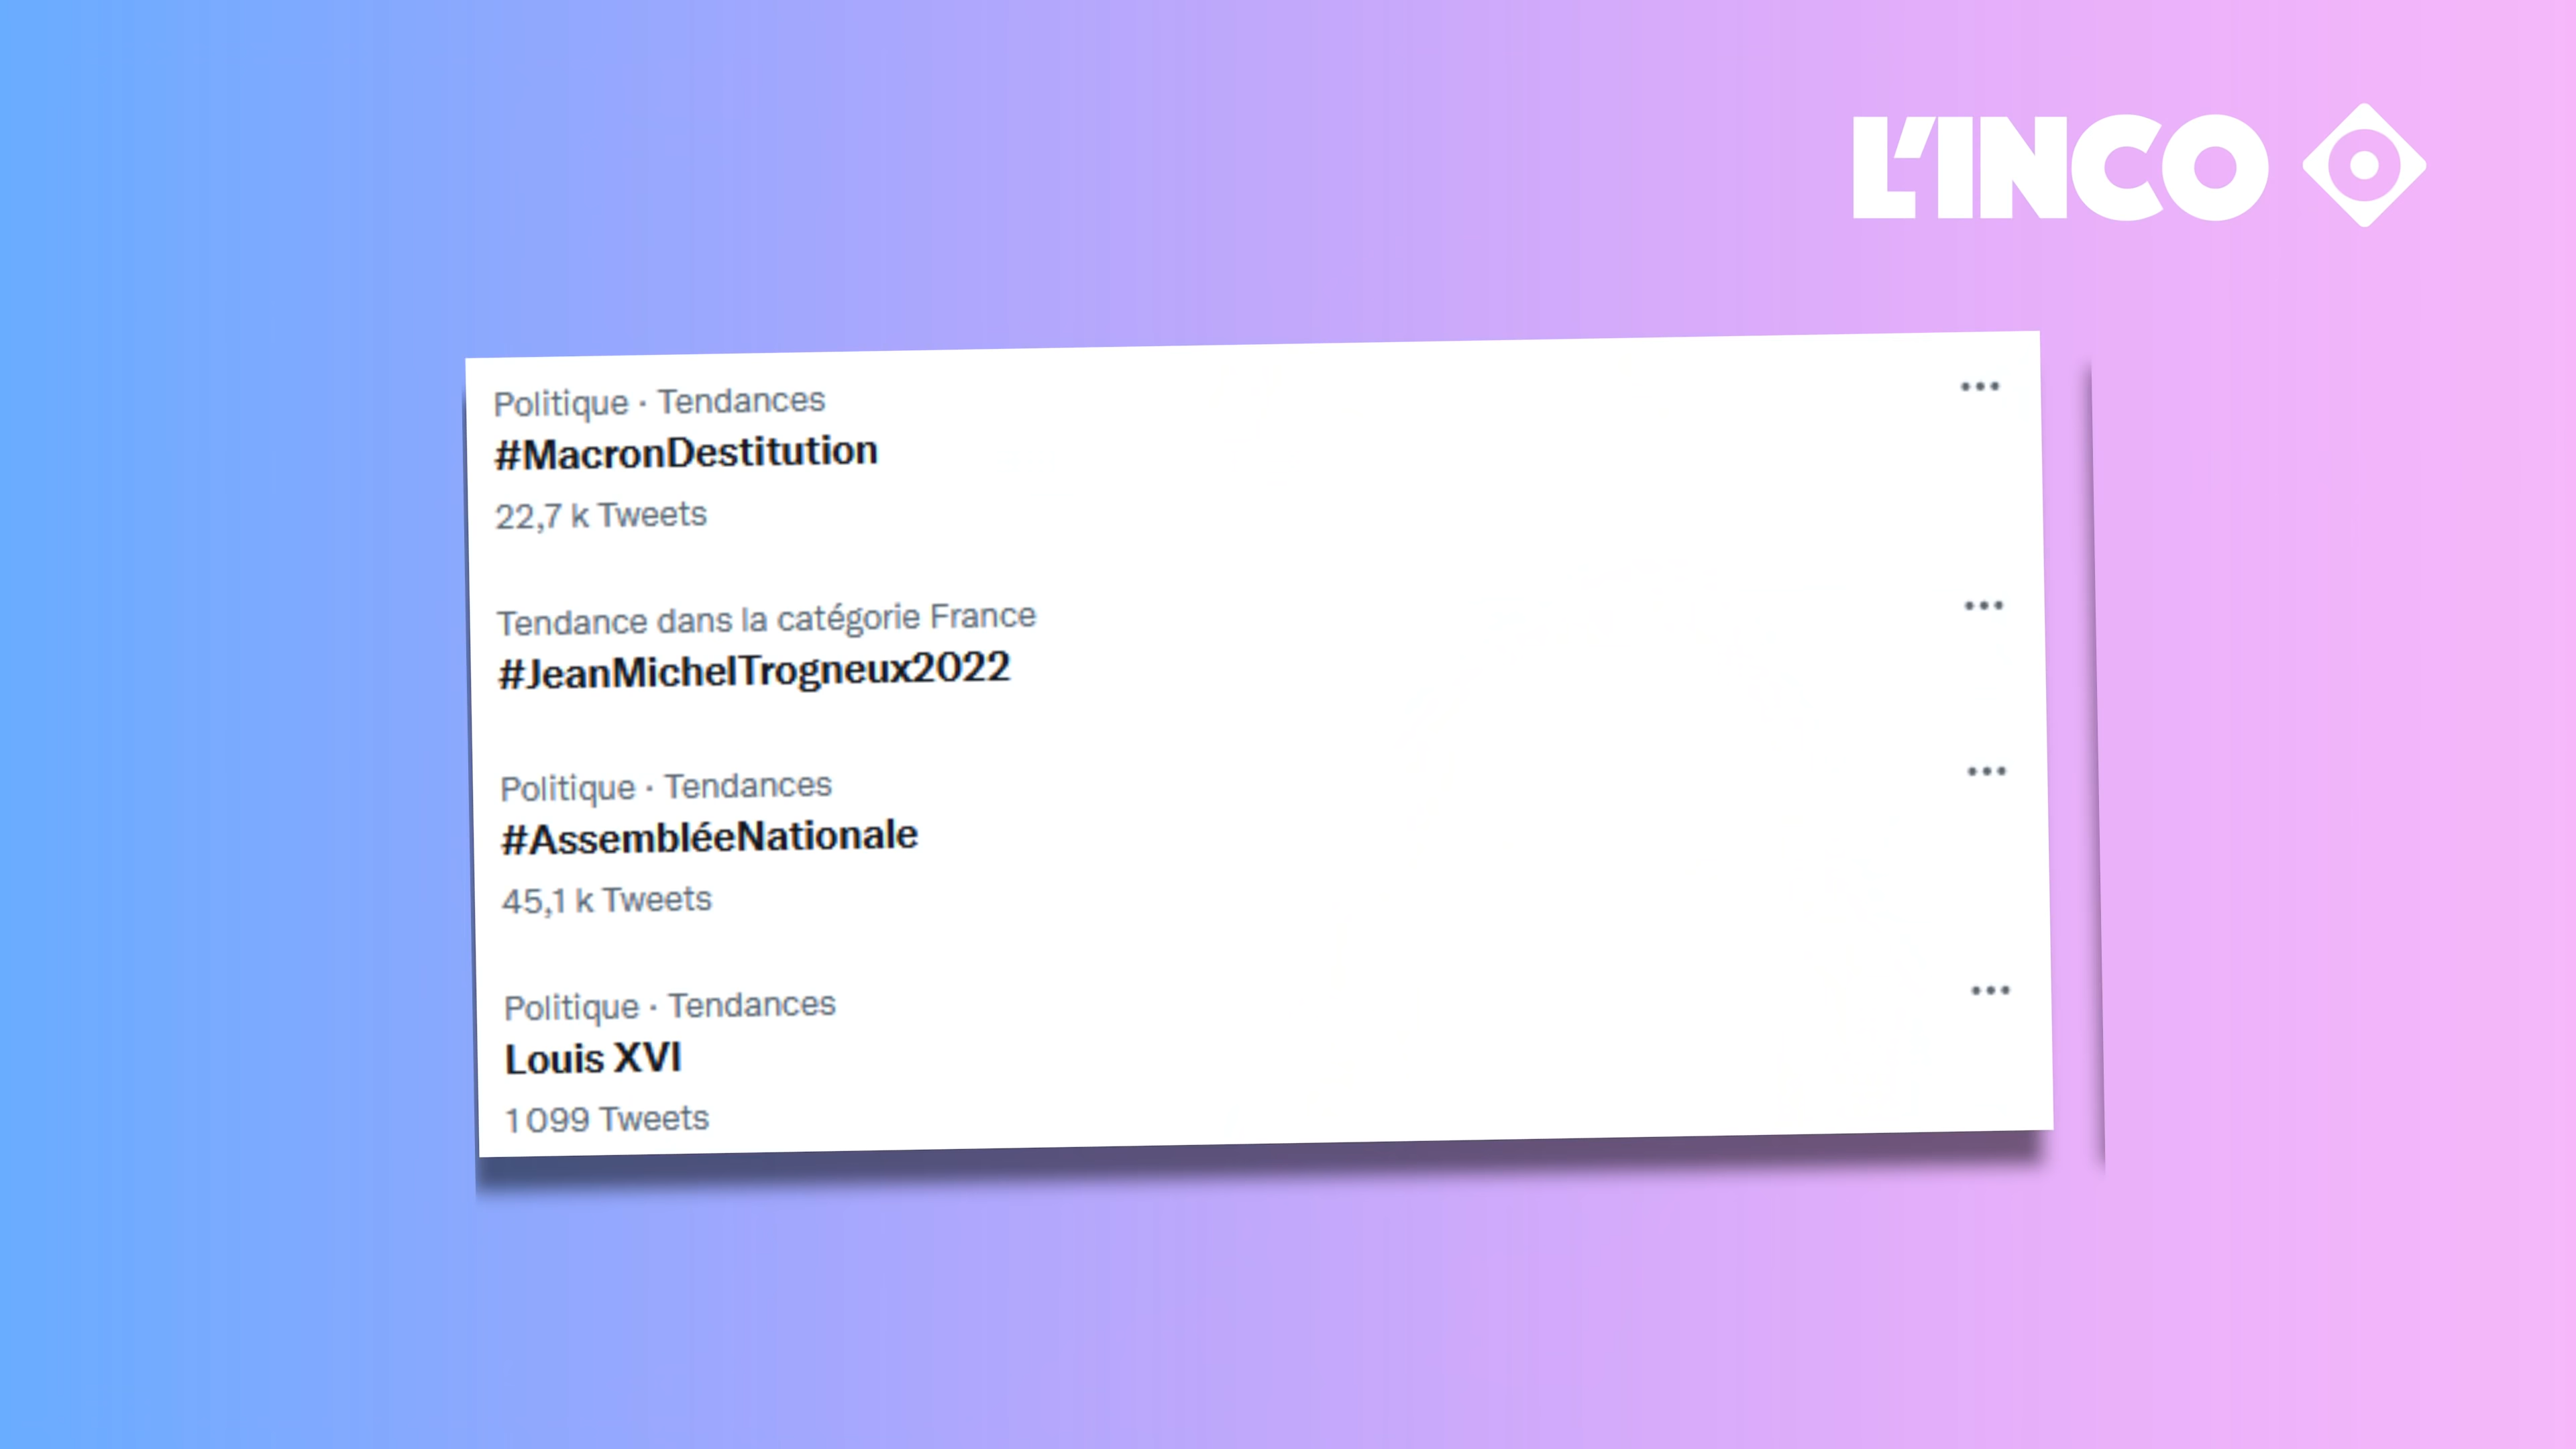 L'INCO
Politique · Tendances
#MacronDestitution
22,7 k Tweets
Tendance dans la catégorie France
#JeanMichelTrogneux2022
Politique · Tendances
#AssembléeNationale
45,1 k Tweets
Politique · Tendances
Louis XVI
1 099 Tweets